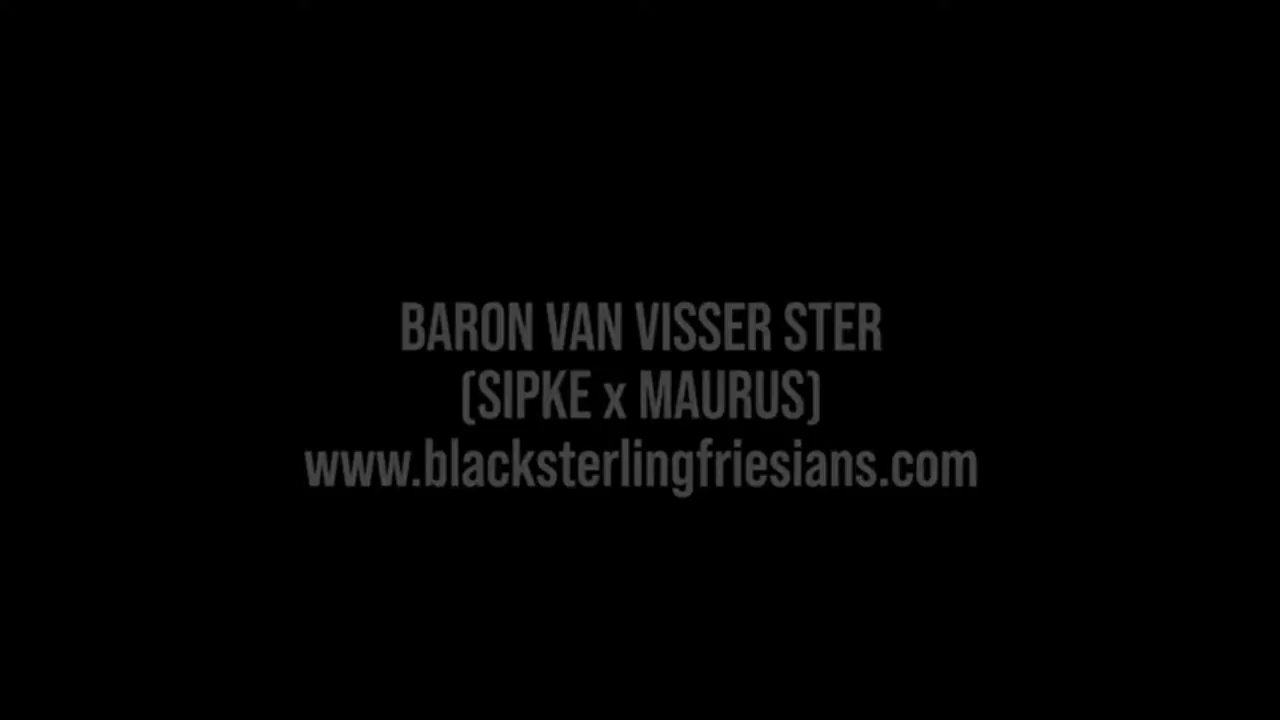 BARON VAN VISSER STER
(SIPKE x MAURUS)
www.blacksterlingfriesians.com